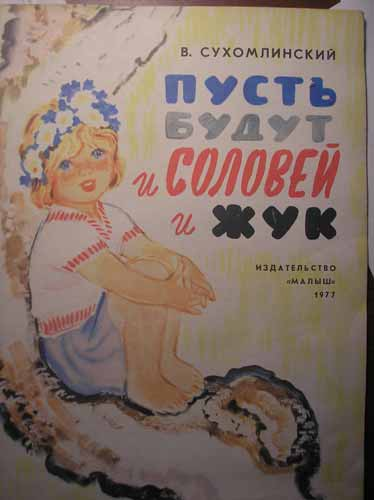 В. СУХОМЛИНСКИЙ
ПУСТЬ
БУДУТ
и СОЛОВЕЙ
и ЖУК
ИЗДАТЕЛЬСТВО
«МАЛЫШ»
1977